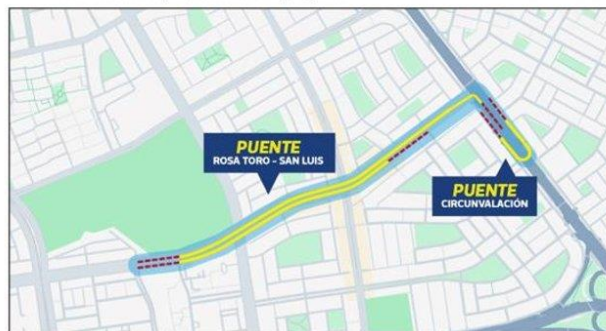 PUENTE
ROSA TORO - SAN LUIS
PUENTE
CIRCUNVALACIÓN